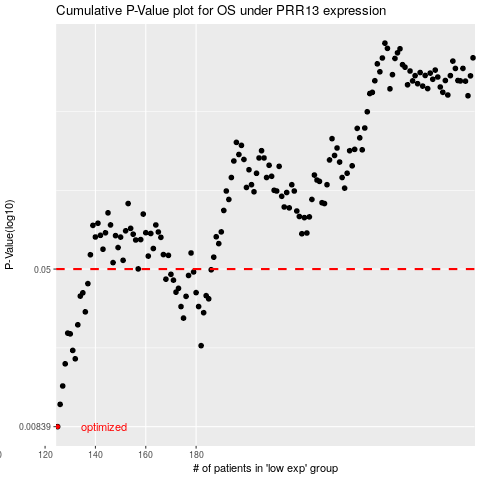 Cumulative P-Value plot for OS under PRR13 expression
P-Value(log10)
0.05
0.00839
optimized
0 120 140 160 180
# of patients in 'low exp' group